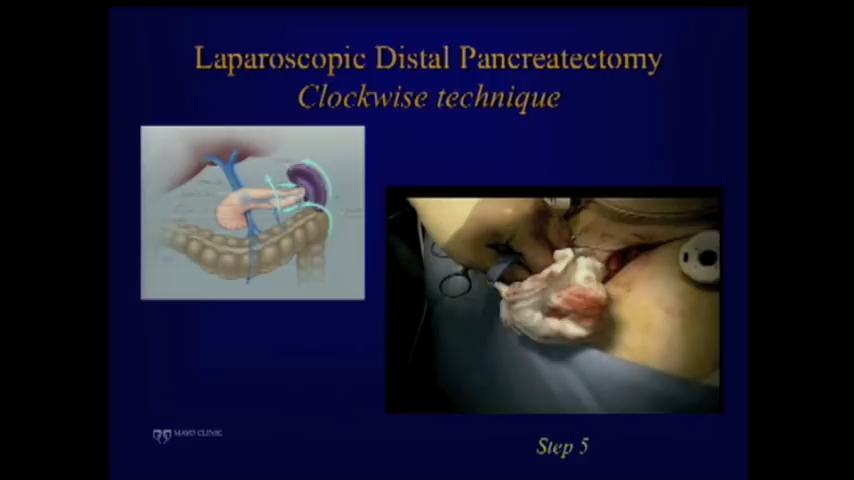 Laparoscopic Distal Pancreatectomy
Clockwise technique
MAYO CLINIC
Step 5